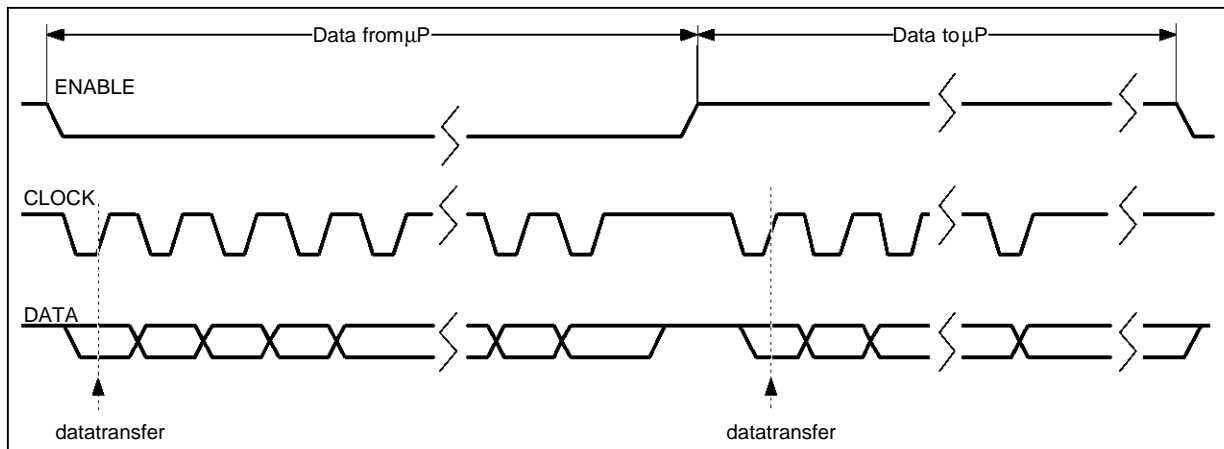 Data fromµP
Data toµP
ENABLE
CLOCK
DATA
datatransfer
datatransfer